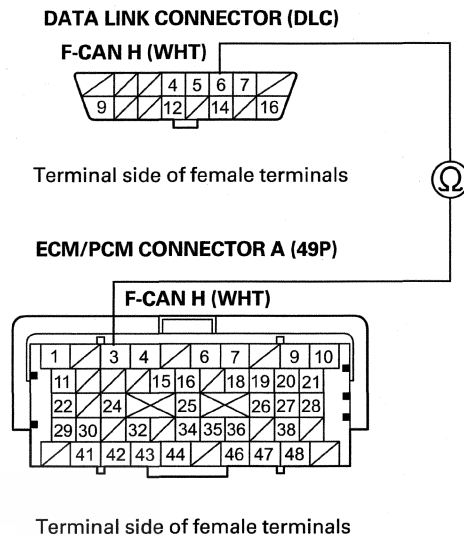 DATA LINK CONNECTOR (DLC)
F-CAN H (WHT)
4 5 6 7
9 12 14 16
Terminal side of female terminals
Ω
ECM/PCM CONNECTOR A (49P)
F-CAN H (WHT)
1 3 4 6 7 9 10
11 15 16 18 19 20 21
22 24 25 26 27 28
29 30 32 34 35 36 38
41 42 43 44 46 47 48
Terminal side of female terminals